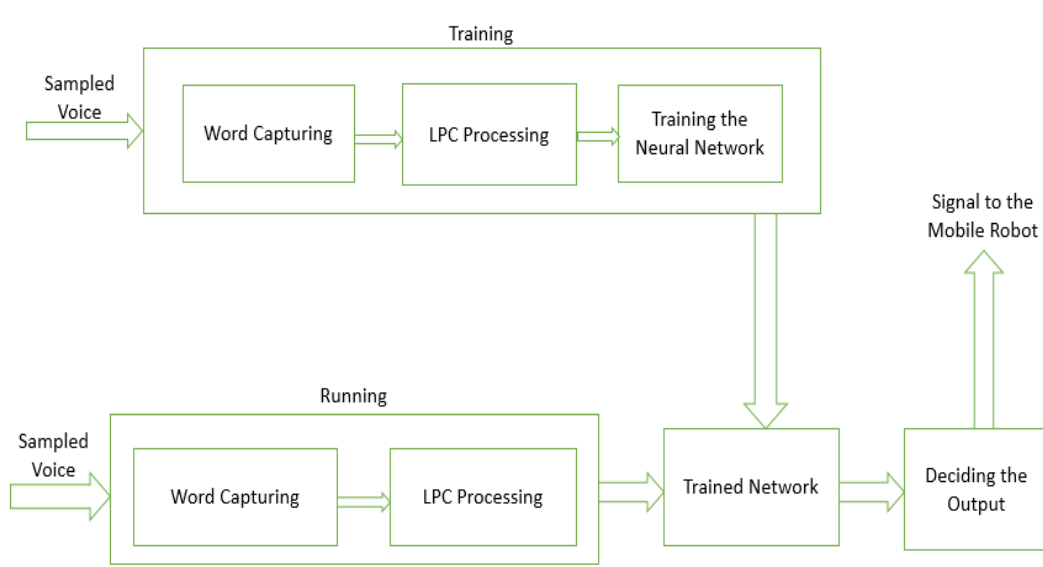 Training
Sampled
Voice
Word Capturing
LPC Processing
Training the
Neural Network
Signal to the
Mobile Robot
Running
Sampled
Voice
Word Capturing
LPC Processing
Trained Network
Deciding the
Output